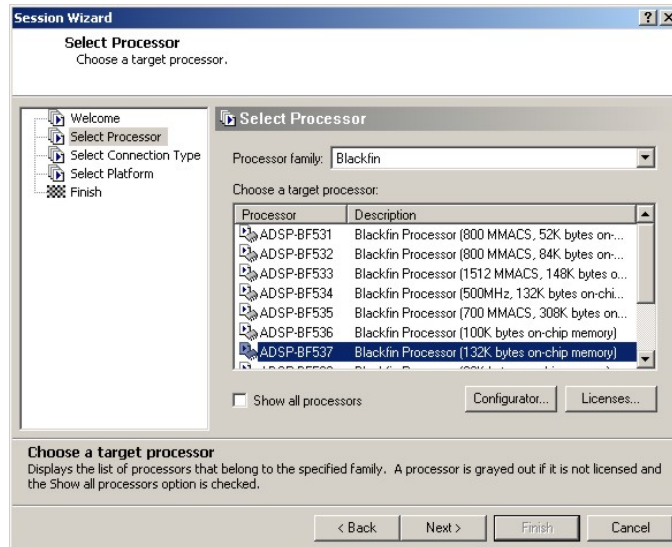 Session Wizard
Select Processor
Choose a target processor.
Welcome
Select Processor
Select Connection Type
Select Platform
Finish
Select Processor
Processor family: Blackfin
Choose a target processor:
Processor Description
ADSP-BF531 Blackfin Processor (800 MMACS, 52K bytes on-...
ADSP-BF532 Blackfin Processor (800 MMACS, 84K bytes on-...
ADSP-BF533 Blackfin Processor (1512 MMACS, 148K bytes o...
ADSP-BF534 Blackfin Processor (500MHz, 132K bytes on-chi...
ADSP-BF535 Blackfin Processor (700 MMACS, 308K bytes on...
ADSP-BF536 Blackfin Processor (100K bytes on-chip memory)
ADSP-BF537 Blackfin Processor (132K bytes on-chip memory)
Show all processors
Configurator... Licenses...
Choose a target processor
Displays the list of processors that belong to the specified family. A processor is grayed out if it is not licensed and
the Show all processors option is checked.
< Back Next > Finish Cancel